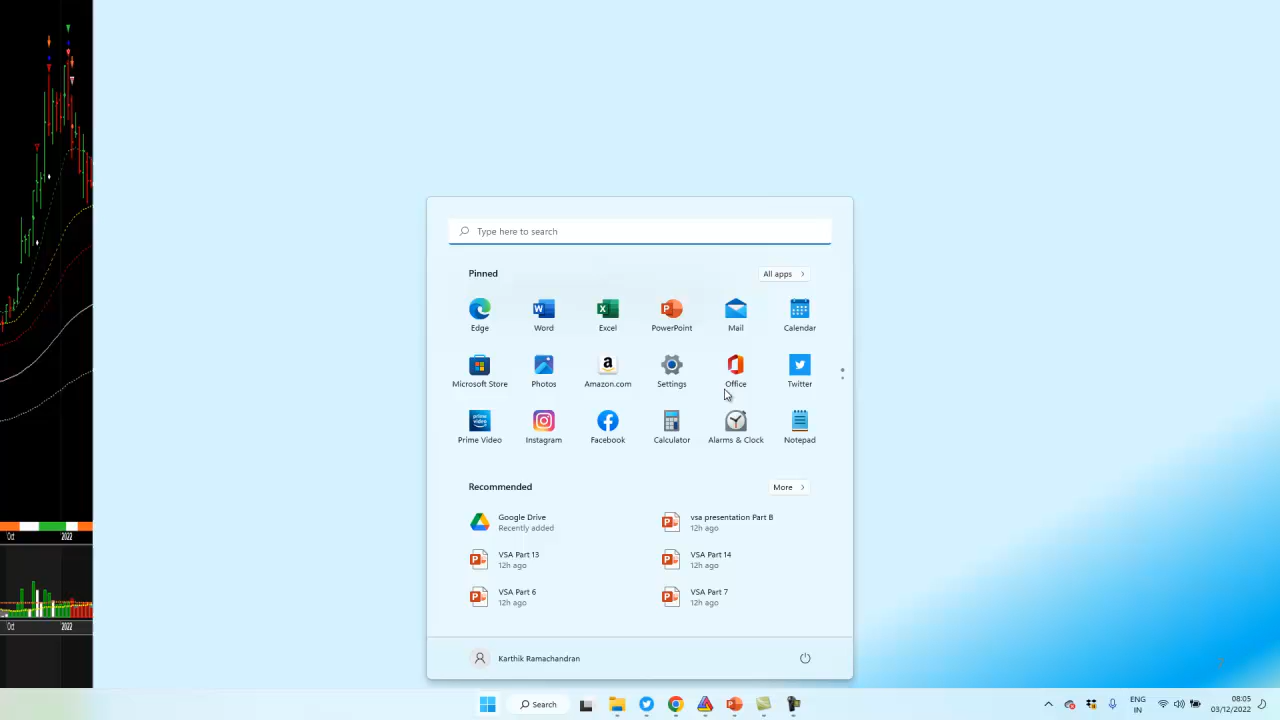 Type here to search
Pinned
All apps
Edge
Word
Excel
PowerPoint
Mail
Calendar
Microsoft Store
Photos
Amazon.com
Settings
Office
Twitter
prime video
Prime Video
Instagram
Facebook
Calculator
Alarms & Clock
Notepad
Recommended
More
Google Drive
Recently added
vsa presentation Part B
12h ago
VSA Part 13
12h ago
VSA Part 14
12h ago
VSA Part 6
12h ago
VSA Part 7
12h ago
Karthik Ramachandran
Oct 2022
Oct 2022
Search
ENG
IN
08:05
03/12/2022